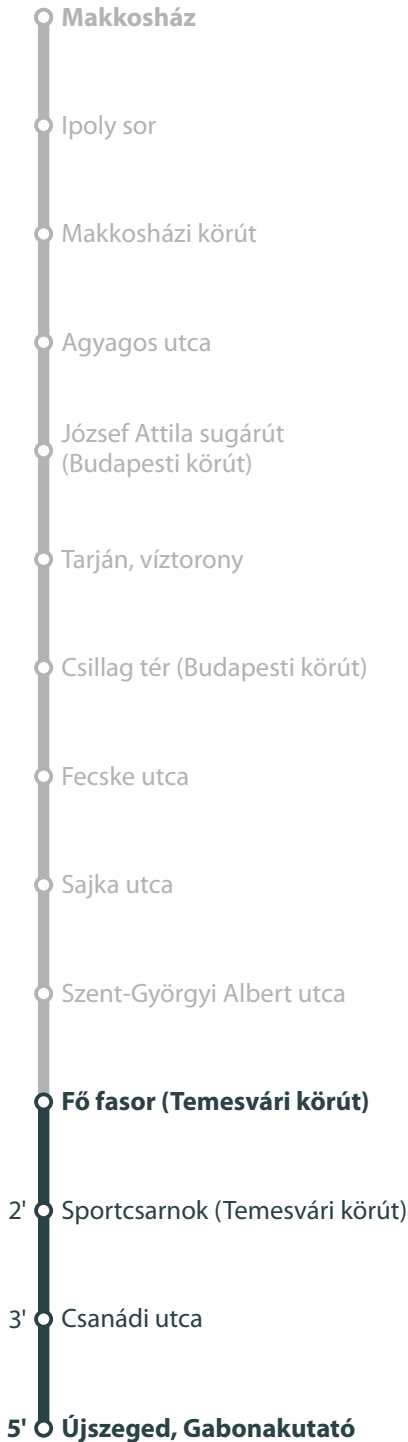 Makkosház
Ipoly sor
Makkosházi körút
Agyagos utca
József Attila sugárút
(Budapesti körút)
Tarján, víztorony
Csillag tér (Budapesti körút)
Fecske utca
Sajka utca
Szent-Györgyi Albert utca
Fő fasor (Temesvári körút)
2' Sportcsarnok (Temesvári körút)
3' Csanádi utca
5' Újszeged, Gabonakutató